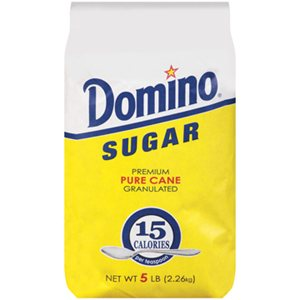 Domino
SUGAR
PREMIUM
PURE CANE
GRANULATED
15
CALORIES
per teaspoon
NET WT 5 LB (2.26kg)